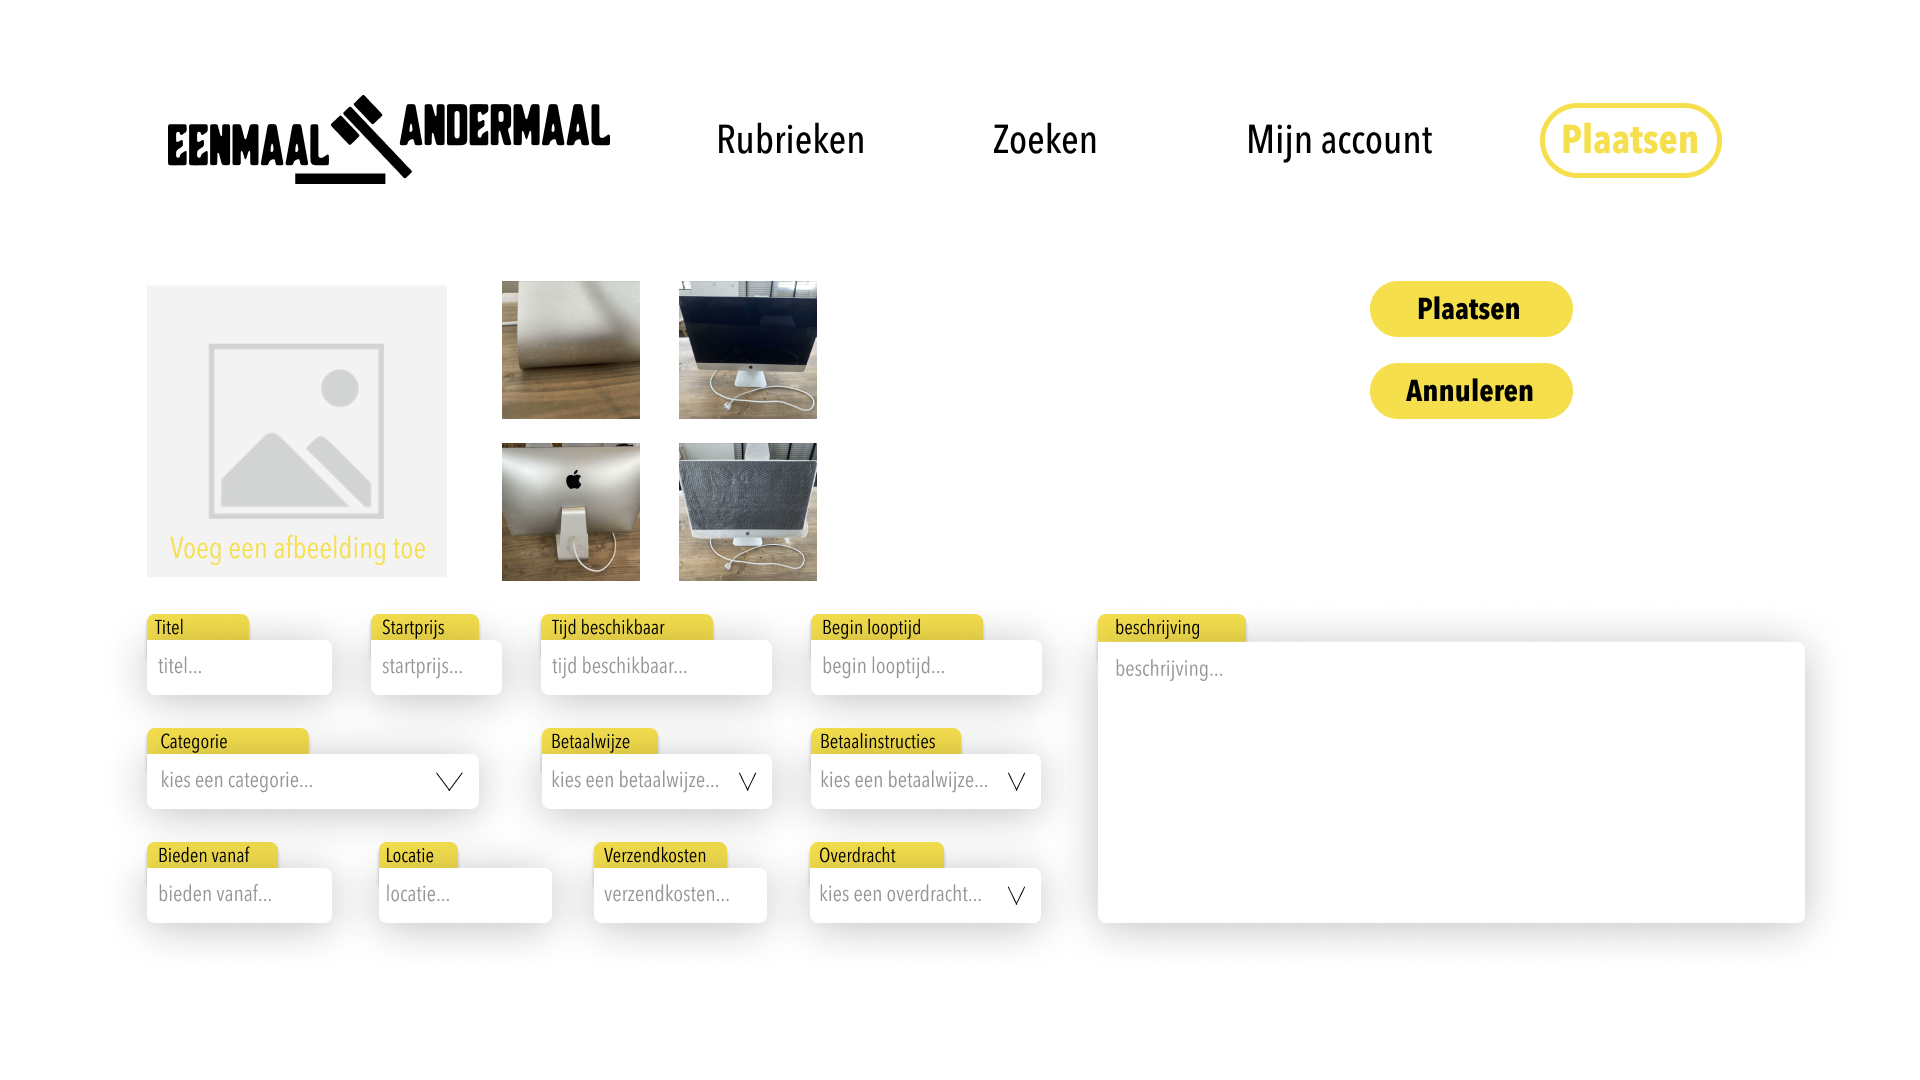 EENMAAL ANDERMAAL
Rubrieken
Zoeken
Mijn account
Plaatsen
Plaatsen
Annuleren
Voeg een afbeelding toe
Titel
titel...
Startprijs
startprijs...
Tijd beschikbaar
tijd beschikbaar...
Begin looptijd
begin looptijd...
beschrijving
beschrijving...
Categorie
kies een categorie...
Betaalwijze
kies een betaalwijze...
Betaalinstructies
kies een betaalwijze...
Bieden vanaf
bieden vanaf...
Locatie
locatie...
Verzendkosten
verzendkosten...
Overdracht
kies een overdracht...